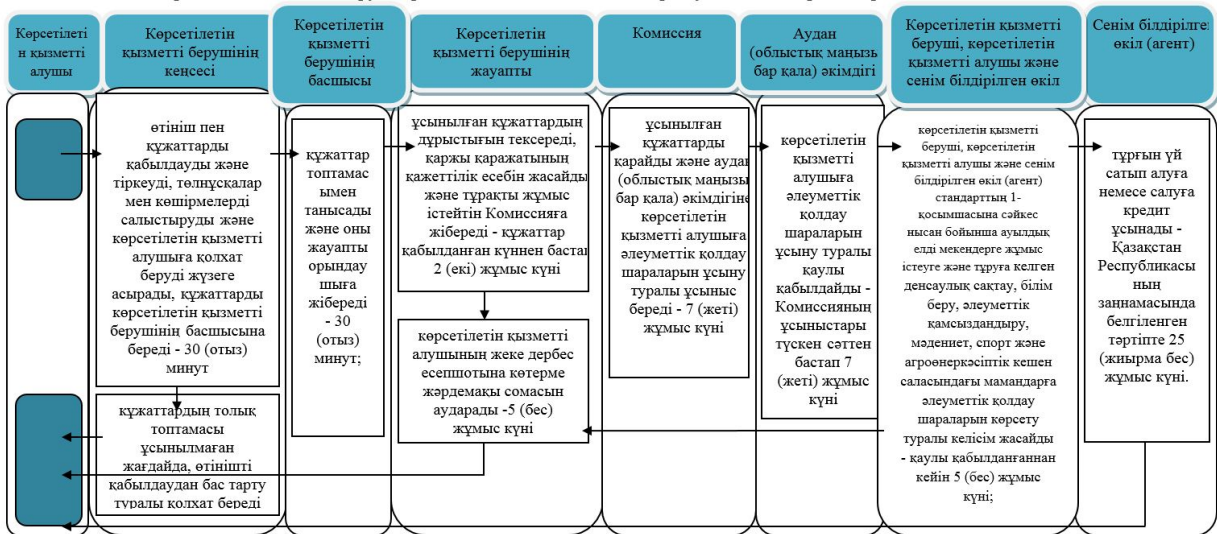 Көрсетілеті
н қызметті
алушы
Көрсетілетін
қызметті берушінің
кеңсесі
Көрсетілетін
қызметті
берушінің
басшысы
Көрсетілетін
қызметті берушінің
жауапты
Комиссия
Аудан
(облыстық маңызы
бар қала) әкімдігі
Көрсетілетін қызметті
беруші, көрсетілетін
қызметті алушы және
сенім білдірілген өкіл
Сенім білдірілге
өкіл (агент)
өтініш пен
құжаттарды
қабылдауды және
тіркеуді, төлнұсқалар
мен көшірмелерді
салыстыруды және
көрсетілетін қызметті
алушыға қолхат
беруді жүзеге
асырады, құжаттарды
көрсетілетін қызметті
берушінің басшысына
береді - 30 (отыз)
минут
құжаттардың толық
топтамасы
ұсынылмаған
жағдайда, өтінішті
қабылдаудан бас тарту
туралы қолхат береді
құжаттар
топтамас
ымен
танысады
және оны
жауапты
орындау
шыға
жібереді
- 30
(отыз)
минут;
ұсынылған құжаттардың
дұрыстығын тексереді,
қаржы қаражатының
қажеттілік есебін жасайды
және тұрақты жұмыс
істейтін Комиссияға
жібереді - құжаттар
қабылданған күннен бастап
2 (екі) жұмыс күні
көрсетілетін қызметті
алушының жеке дербес
есепшотына көтерме
жәрдемақы сомасын
аударады -5 (бес)
жұмыс күні
ұсынылған
құжаттарды
қарайды және аудан
(облыстық маңызы
бар қала) әкімдігіне
көрсетілетін
қызметті алушыға
әлеуметтік қолдау
шараларын ұсыну
туралы ұсыныс
береді - 7 (жеті)
жұмыс күні
көрсетілетін
қызметті
алушыға
әлеуметтік
қолдау
шараларын
ұсыну туралы
қаулы
қабылдайды -
Комиссияның
ұсыныстары
түскен сәттен
бастап 7
(жеті) жұмыс
күні
көрсетілетін қызметті
беруші, көрсетілетін
қызметті алушы және сенім
білдірілген өкіл (агент)
стандарттың 1-
қосымшасына сәйкес
нысан бойынша ауылдық
елді мекендерге жұмыс
істеуге және тұруға келген
денсаулық сақтау, білім
беру, әлеуметтік
қамсыздандыру,
мәдениет, спорт және
агроөнеркәсіптік кешен
саласындағы мамандарға
әлеуметтік қолдау
шараларын көрсету
туралы келісім жасайды
- қаулы қабылданғаннан
кейін 5 (бес) жұмыс
күні;
тұрғын үй
сатып алуға
немесе салуға
кредит
ұсынады -
Қазақстан
Республикасы
ның
заңнамасында
белгіленген
тәртіпте 25
(жиырма бес)
жұмыс күні.